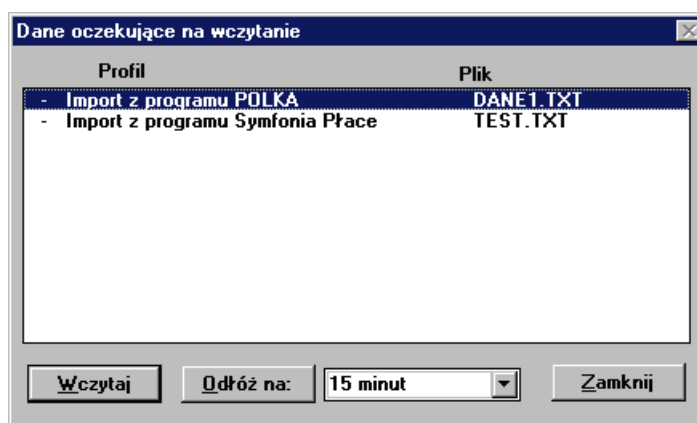 Dane oczekujące na wczytanie
Profil Plik
- Import z programu POLKA DANE1.TXT
- Import z programu Symfonia Płace TEST.TXT
Wczytaj Odłóż na: 15 minut Zamknij